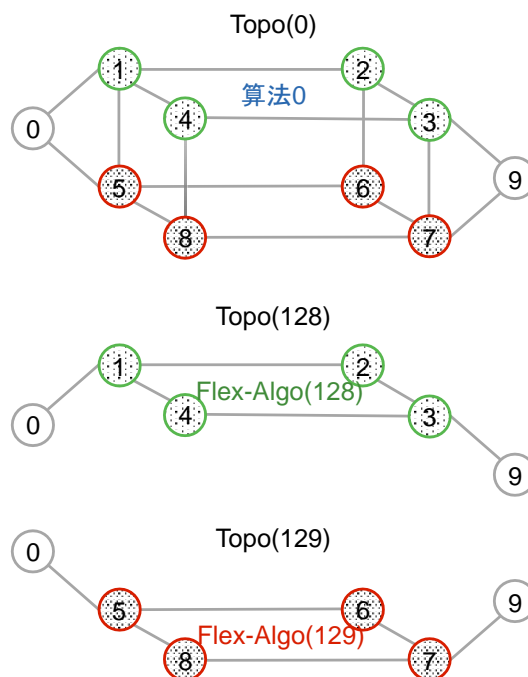 Topo(0)
1 2
算法0
0 4 3
5 6 9
8 7
Topo(128)
1 2
Flex-Algo(128)
0 4 3
9
0 Topo(129)
5 6 9
Flex-Algo(129)
8 7